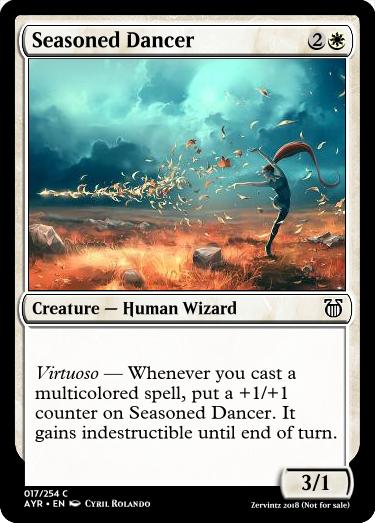 Seasoned Dancer 2
Creature — Human Wizard
Virtuoso — Whenever you cast a
multicolored spell, put a +1/+1
counter on Seasoned Dancer. It
gains indestructible until end of turn.
3/1
017/254 C
AYR • EN Cyril Rolando
Zervintz 2018 (Not for sale)